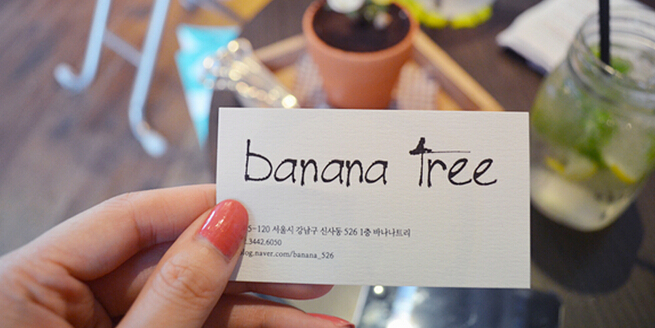 banana tree
5-120 서울시 강남구 신사동 526 1층 바나나트리
.3442.6050
log.naver.com/banana_526